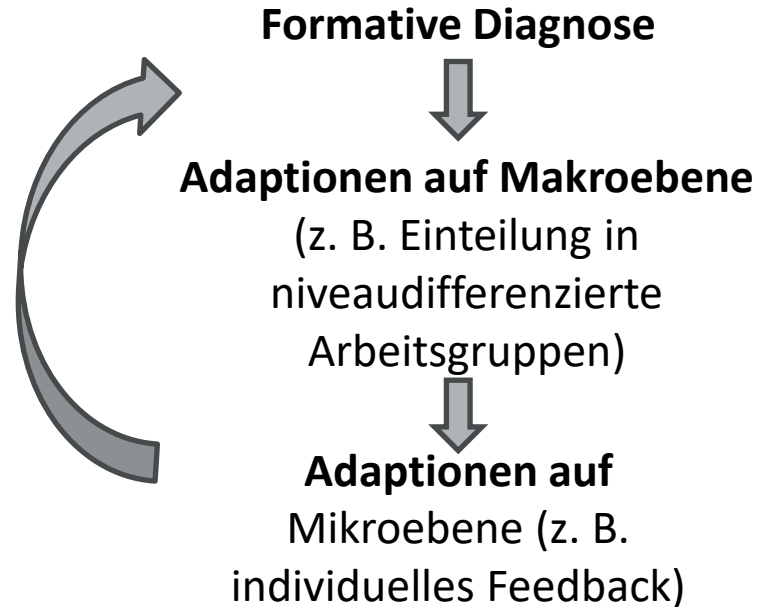 Formative Diagnose
Adaptionen auf Makroebene
(z. B. Einteilung in
niveaudifferenzierte
Arbeitsgruppen)
Adaptionen auf
Mikroebene (z. B.
individuelles Feedback)